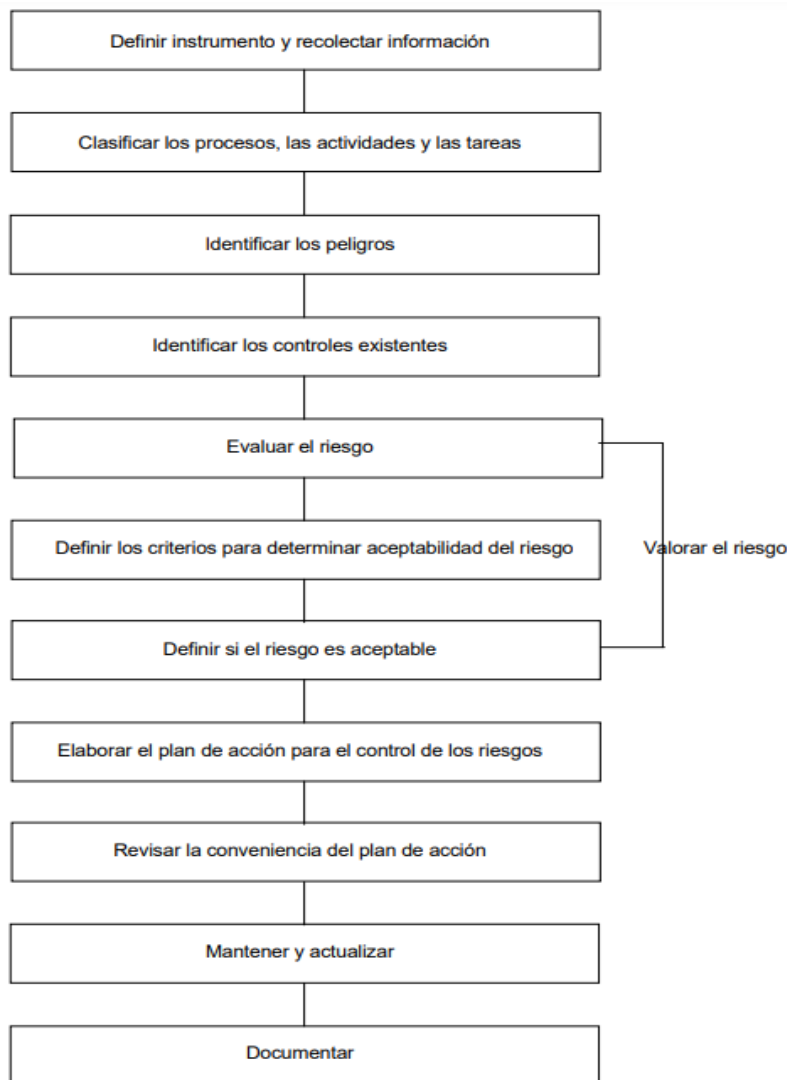 Definir instrumento y recolectar información
Clasificar los procesos, las actividades y las tareas
Identificar los peligros
Identificar los controles existentes
Evaluar el riesgo
Definir los criterios para determinar aceptabilidad del riesgo
Valorar el riesgo
Definir si el riesgo es aceptable
Elaborar el plan de acción para el control de los riesgos
Revisar la conveniencia del plan de acción
Mantener y actualizar
Documentar